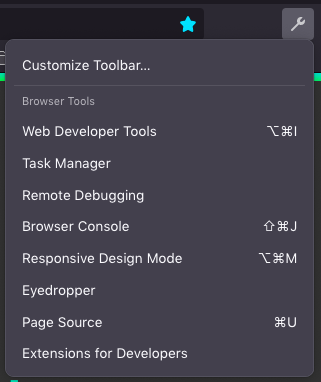 Customize Toolbar...
Browser Tools
Web Developer Tools ⌥⌘I
Task Manager
Remote Debugging
Browser Console ⇧⌘J
Responsive Design Mode ⌥⌘M
Eyedropper
Page Source ⌘U
Extensions for Developers